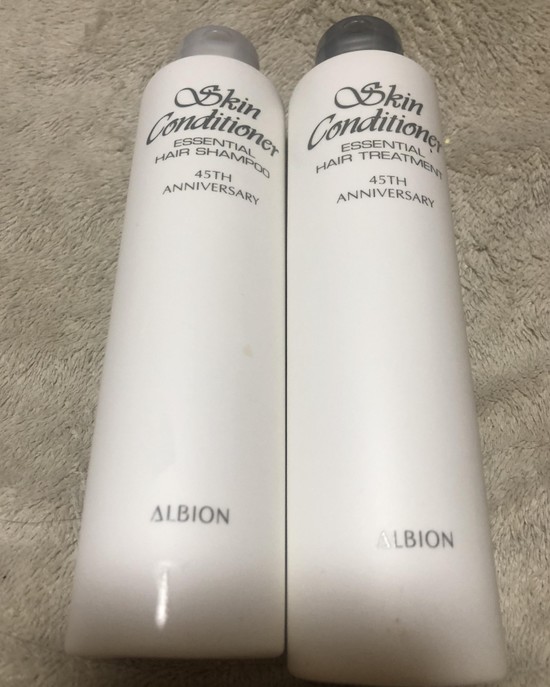 Skin
Conditioner
ESSENTIAL
HAIR SHAMPOO
45TH
ANNIVERSARY
ALBION
Skin
Conditioner
ESSENTIAL
HAIR TREATMENT
45TH
ANNIVERSARY
ALBION